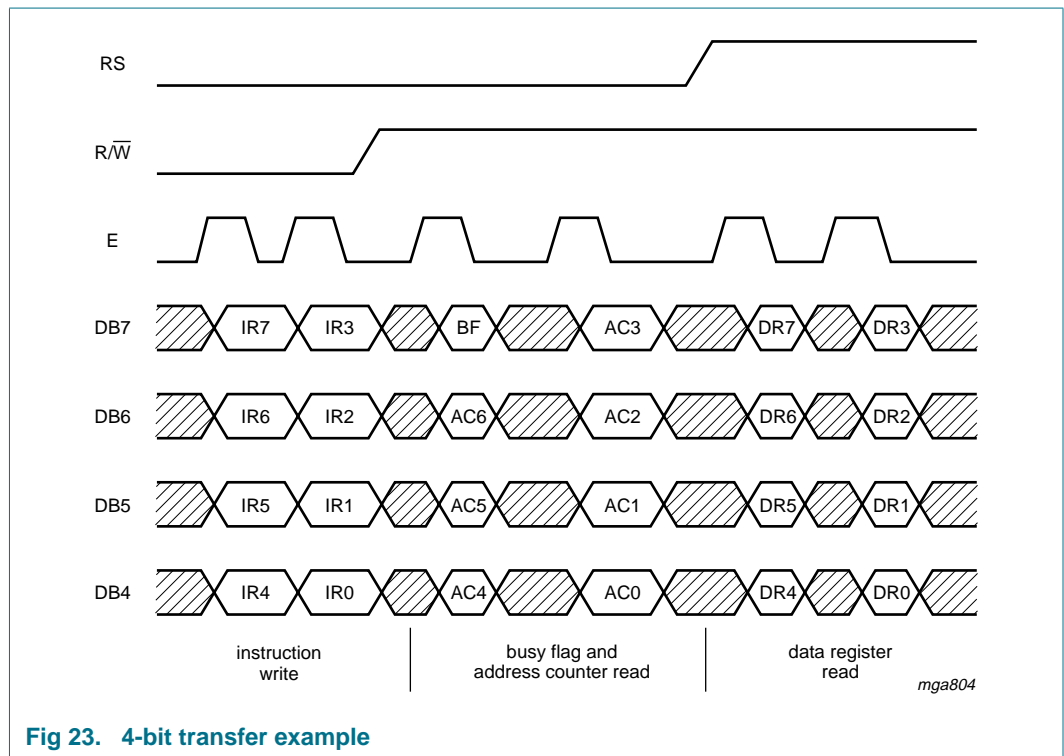 RS
R/W̅
E
DB7 IR7 IR3 BF AC3 DR7 DR3
DB6 IR6 IR2 AC6 AC2 DR6 DR2
DB5 IR5 IR1 AC5 AC1 DR5 DR1
DB4 IR4 IR0 AC4 AC0 DR4 DR0
instruction
write
busy flag and
address counter read
data register
read
mga804
Fig 23. 4-bit transfer example